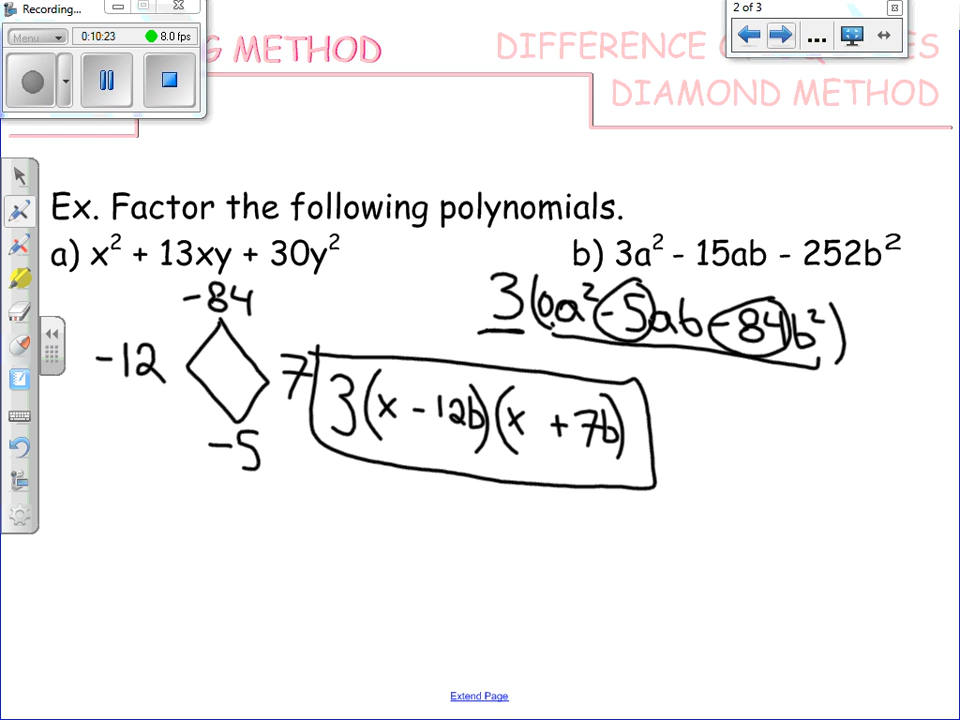 Recording...
Menu
0:10:23
8.0 fps
2 of 3
...
G METHOD
DIFFERENCE
ES
DIAMOND METHOD
Ex. Factor the following polynomials.
a) x² + 13xy + 30y²
b) 3a² - 15ab - 252b²
3(a² - 5ab - 84b²)
-84
-12
7
-5
3(x - 12b)(x + 7b)
Extend Page